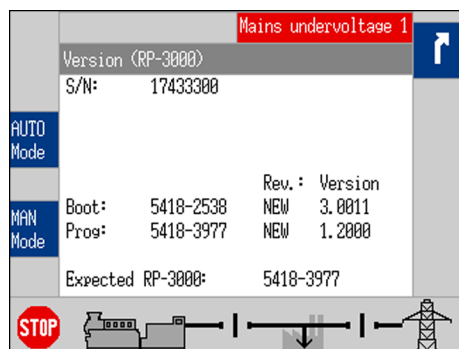 Mains undervoltage 1
Version (RP-3000)
S/N: 17433300
AUTO
Mode
Rev.: Version
Boot: 5418-2538 NEW 3.0011
MAN
Mode
Prog: 5418-3977 NEW 1.2000
Expected RP-3000: 5418-3977
STOP